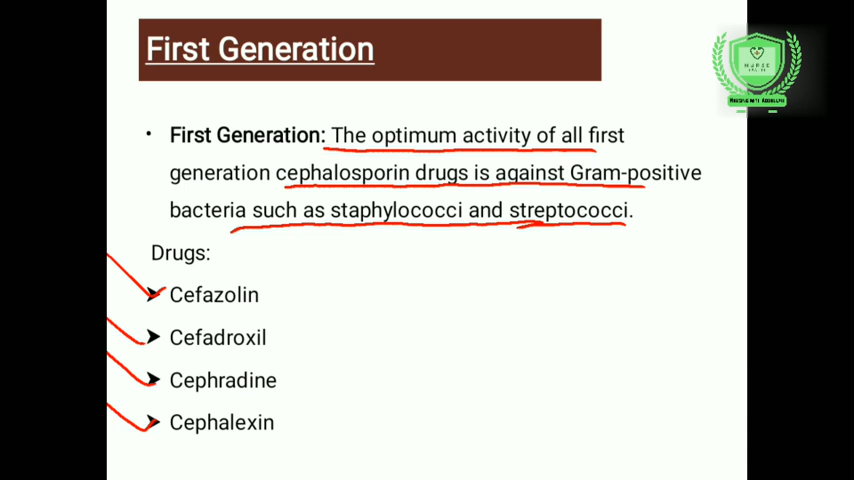 First Generation
• First Generation: The optimum activity of all first
generation cephalosporin drugs is against Gram-positive
bacteria such as staphylococci and streptococci.
Drugs:
➤ Cefazolin
➤ Cefadroxil
➤ Cephradine
➤ Cephalexin
NURSE